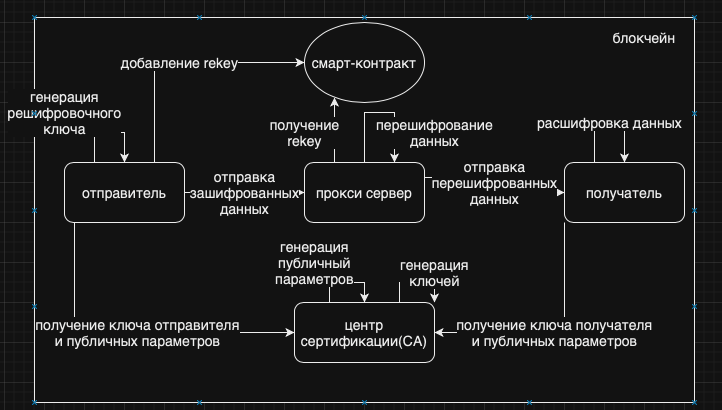 блокчейн
добавление rekey
смарт-контракт
генерация
решифровочного
ключа
получение
rekey
перешифрование
данных
расшифровка данных
отправитель
отправка
зашифрованных
данных
прокси сервер
отправка
перешифрованных
данных
получатель
генерация
публичный
параметров
генерация
ключей
получение ключа отправителя
и публичных параметров
центр
сертификации(CA)
получение ключа получателя
и публичных параметров